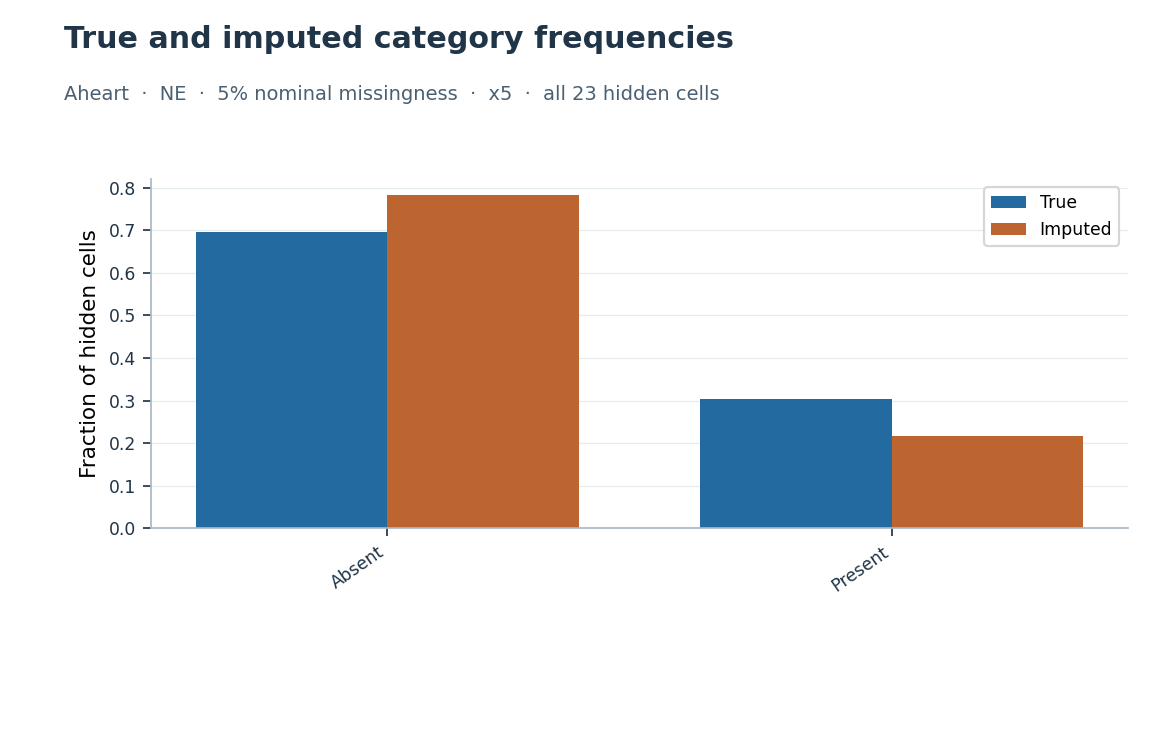 True and imputed category frequencies
Aheart · NE · 5% nominal missingness · x5 · all 23 hidden cells
Fraction of hidden cells
0.8
0.7
0.6
0.5
0.4
0.3
0.2
0.1
0.0
True
Imputed
Absent
Present